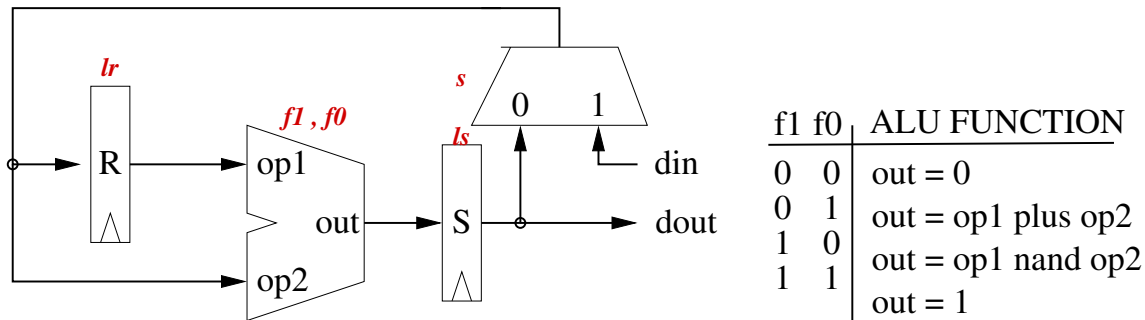 lr
s
0 1
f1 , f0
ls
R
op1
out
S
op2
din
dout
f1 f0 ALU FUNCTION
0 0 out = 0
0 1 out = op1 plus op2
1 0 out = op1 nand op2
1 1 out = 1